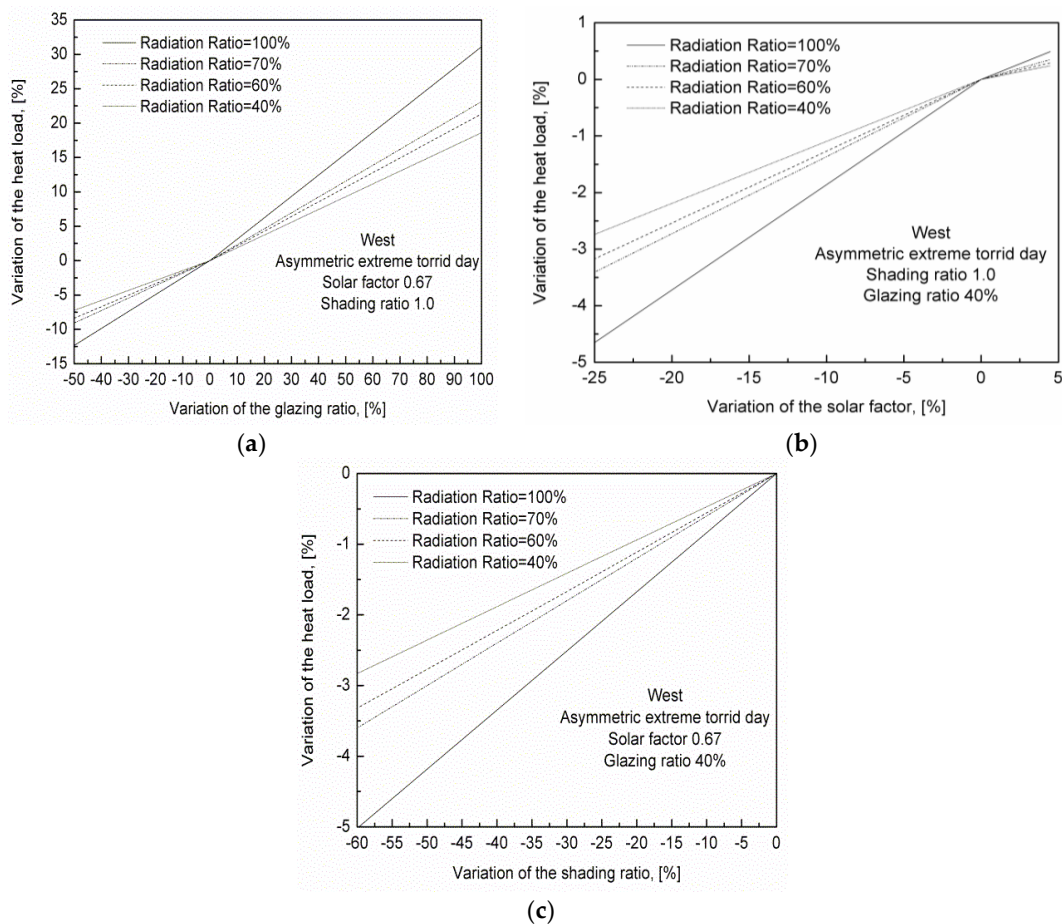 Variation of the heat load, [%]
35
30
25
20
15
10
5
0
-5
-10
-15
Radiation Ratio=100%
Radiation Ratio=70%
Radiation Ratio=60%
Radiation Ratio=40%
West
Asymmetric extreme torrid day
Solar factor 0.67
Shading ratio 1.0
-50 -40 -30 -20 -10 0 10 20 30 40 50 60 70 80 90 100
Variation of the glazing ratio, [%]
(a)
Variation of the heat load, [%]
1
0
-1
-2
-3
-4
-5
Radiation Ratio=100%
Radiation Ratio=70%
Radiation Ratio=60%
Radiation Ratio=40%
West
Asymmetric extreme torrid day
Shading ratio 1.0
Glazing ratio 40%
-25 -20 -15 -10 -5 0 5
Variation of the solar factor, [%]
(b)
Variation of the heat load, [%]
0
-1
-2
-3
-4
-5
Radiation Ratio=100%
Radiation Ratio=70%
Radiation Ratio=60%
Radiation Ratio=40%
West
Asymmetric extreme torrid day
Solar factor 0.67
Glazing ratio 40%
-60 -55 -50 -45 -40 -35 -30 -25 -20 -15 -10 -5 0
Variation of the shading ratio, [%]
(c)